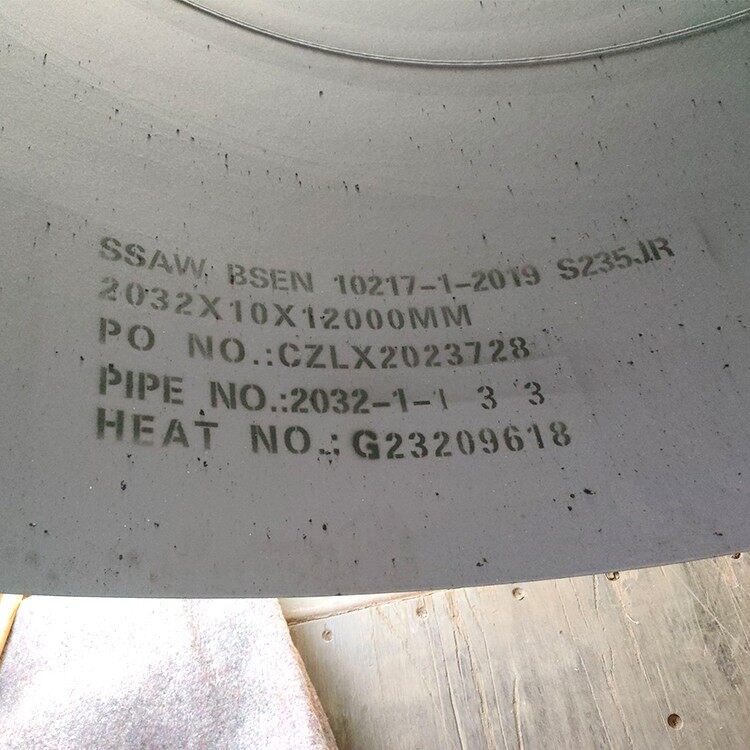 SSAW BSEN 10217-1-2019 S235JR
2032X10X12000MM
PO NO.:CZLX2023728
PIPE NO.:2032-1-1 3 3
HEAT NO.:G23209618